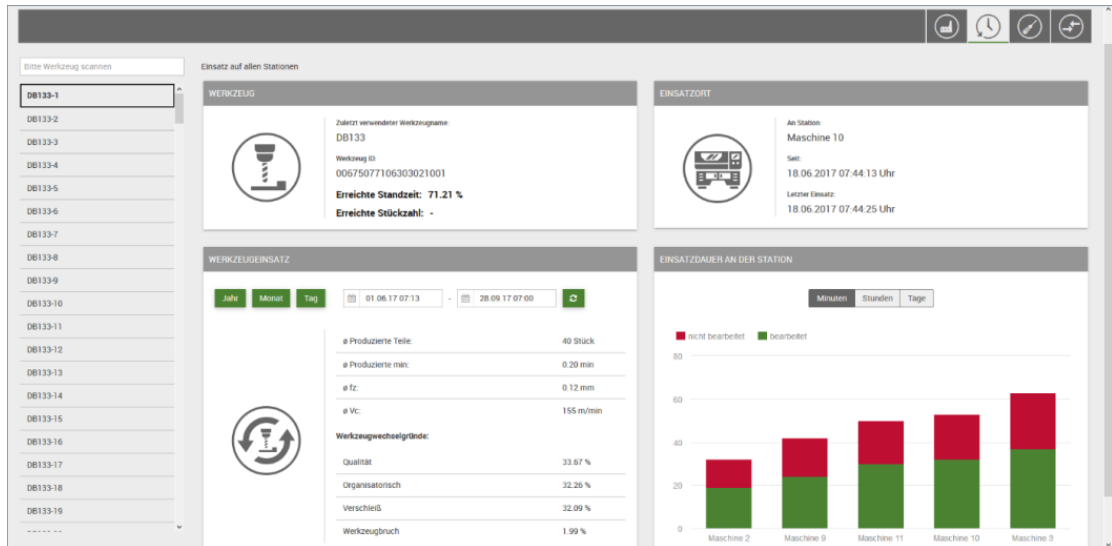 Bitte Werkzeug scannen
DB133-1
DB133-2
DB133-3
DB133-4
DB133-5
DB133-6
DB133-7
DB133-8
DB133-9
DB133-10
DB133-11
DB133-12
DB133-13
DB133-14
DB133-15
DB133-16
DB133-17
DB133-18
DB133-19
Einsatz auf allen Stationen
WERKZEUG
Zuletzt verwendeter Werkzeugname:
DB133
Werkzeug ID:
00675077106303021001
Erreichte Standzeit: 71.21 %
Erreichte Stückzahl: -
EINSATZORT
An Station:
Maschine 10
Seit:
18.06.2017 07:44:13 Uhr
Letzter Einsatz:
18.06.2017 07:44:25 Uhr
WERKZEUGEINSATZ
Jahr Monat Tag 01.06.17 07:13 - 28.09.17 07:00
ø Produzierte Teile: 40 Stück
ø Produzierte min: 0.20 min
ø fz: 0.12 mm
ø Vc: 155 m/min
Werkzeugwechselgründe:
Qualität 33.67 %
Organisatorisch 32.26 %
Verschleiß 32.09 %
Werkzeugbruch 1.99 %
EINSATZDAUER AN DER STATION
Minuten Stunden Tage
nicht bearbeitet bearbeitet
80
60
40
20
0
Maschine 2 Maschine 9 Maschine 11 Maschine 10 Maschine 3